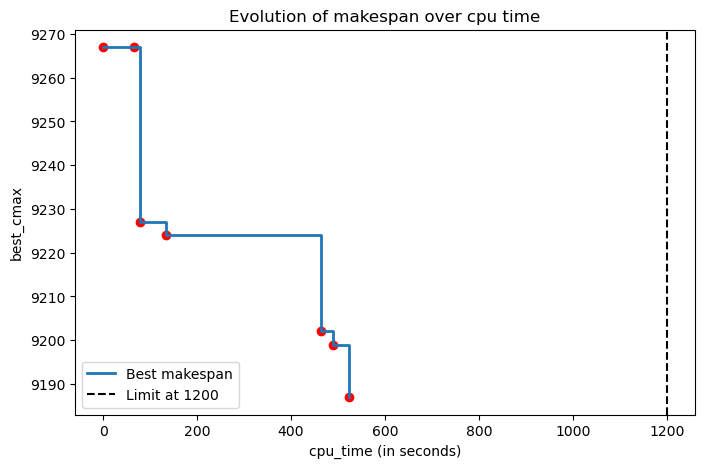 Evolution of makespan over cpu time
best_cmax
9270
9260
9250
9240
9230
9220
9210
9200
9190
Best makespan
Limit at 1200
0 200 400 600 800 1000 1200
cpu_time (in seconds)